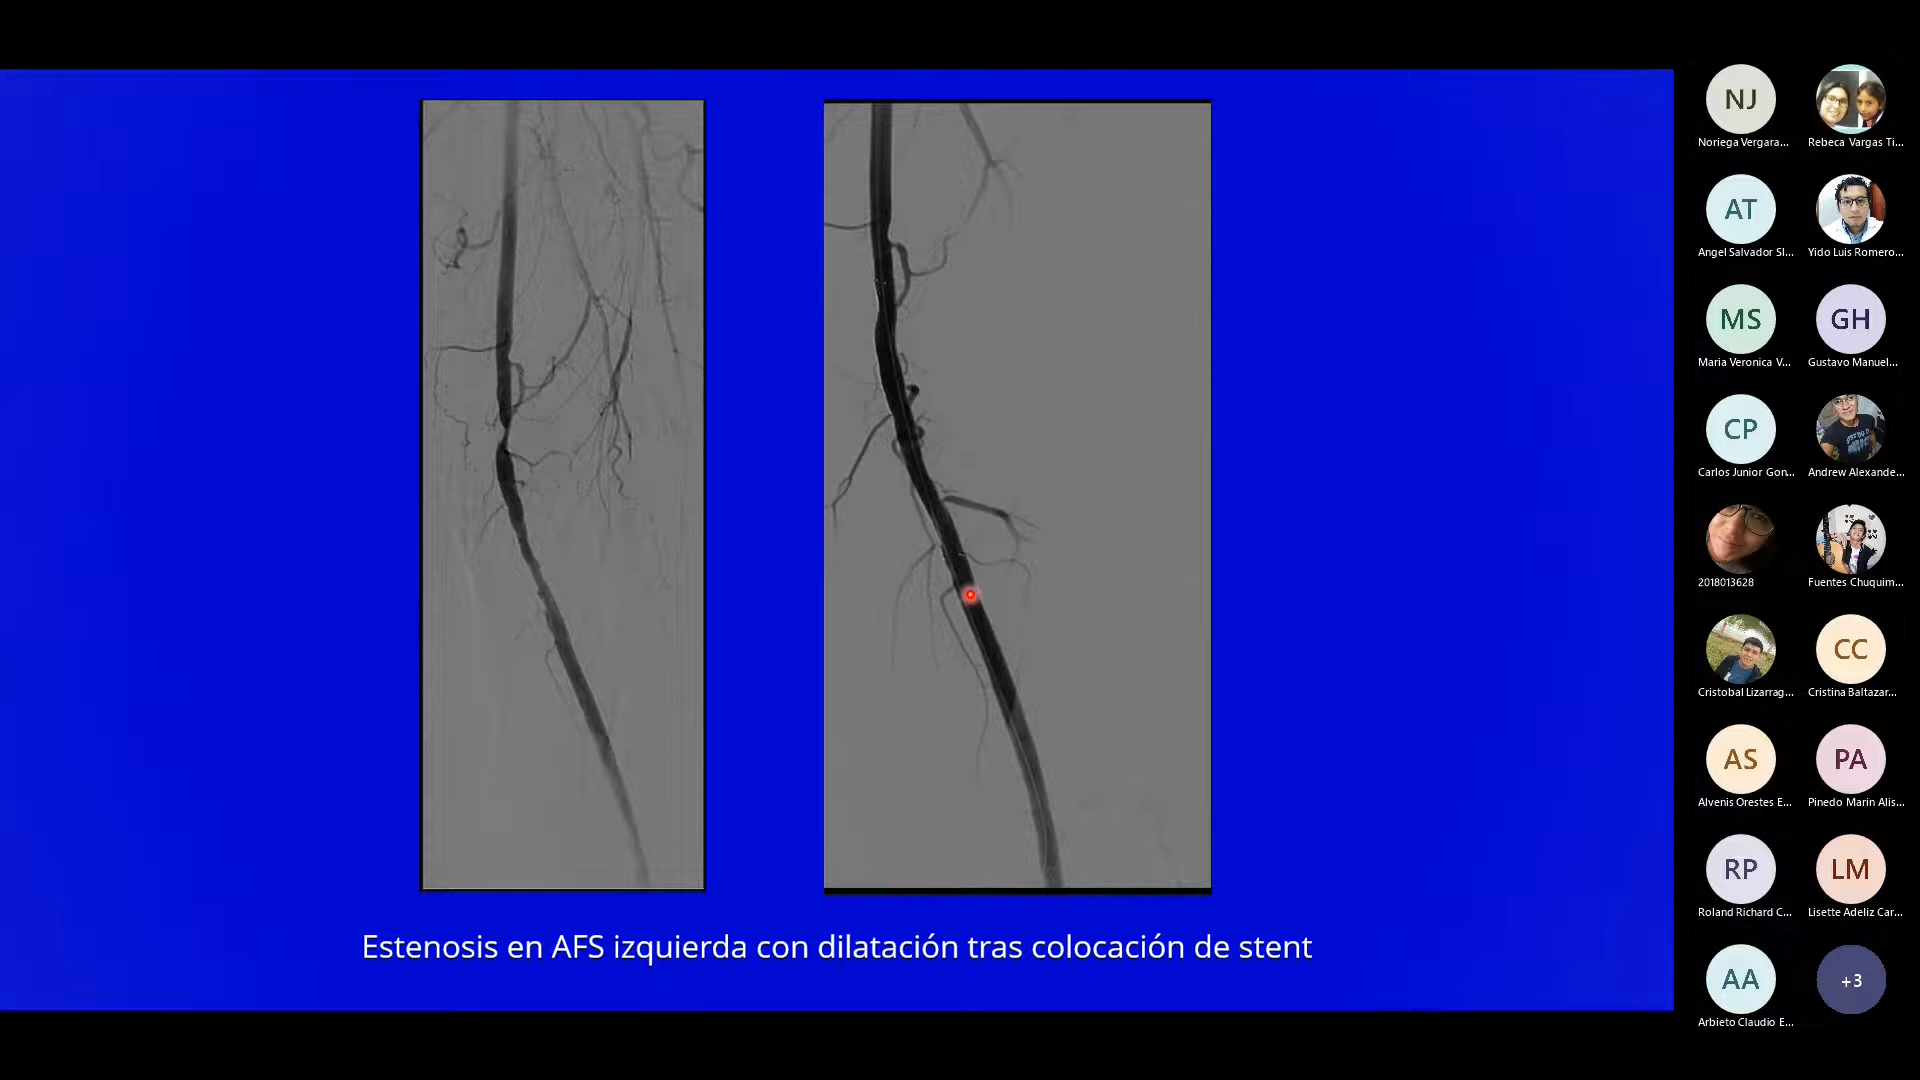 Estenosis en AFS izquierda con dilatación tras colocación de stent
NJ
Noriega Vergara...
Rebeca Vargas Ti...
AT
Angel Salvador Sl...
Yido Luis Romero...
MS
Maria Veronica V...
GH
Gustavo Manuel...
CP
Carlos Junior Gon...
Andrew Alexande...
2018013628
Fuentes Chuquim...
Cristobal Lizarrag...
CC
Cristina Baltazar...
AS
Alvenis Orestes E...
PA
Pinedo Marin Alis...
RP
Roland Richard C...
LM
Lisette Adeliz Car...
AA
Arbieto Claudio E...
+3